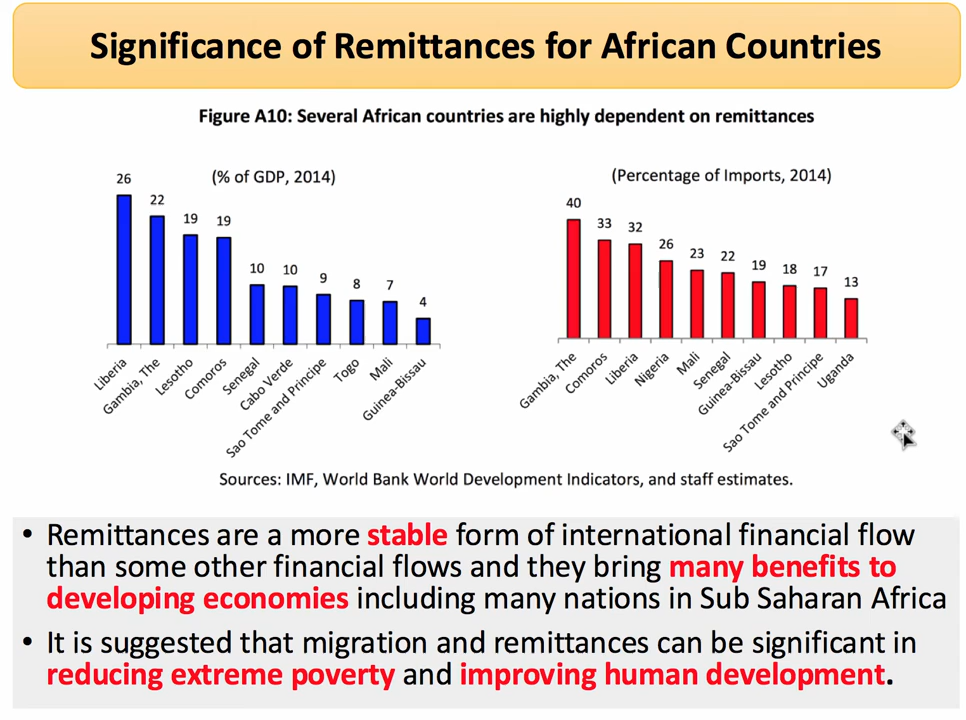 Significance of Remittances for African Countries
Figure A10: Several African countries are highly dependent on remittances
(% of GDP, 2014)
26
22
19
19
10
10
9
8
7
4
Liberia
Gambia, The
Lesotho
Comoros
Senegal
Cabo Verde
Sao Tome and Principe
Togo
Mali
Guinea-Bissau
(Percentage of Imports, 2014)
40
33
32
26
23
22
19
18
17
13
Gambia, The
Comoros
Liberia
Nigeria
Mali
Senegal
Guinea-Bissau
Lesotho
Sao Tome and Principe
Uganda
Sources: IMF, World Bank World Development Indicators, and staff estimates.
• Remittances are a more stable form of international financial flow
than some other financial flows and they bring many benefits to
developing economies including many nations in Sub Saharan Africa
• It is suggested that migration and remittances can be significant in
reducing extreme poverty and improving human development.